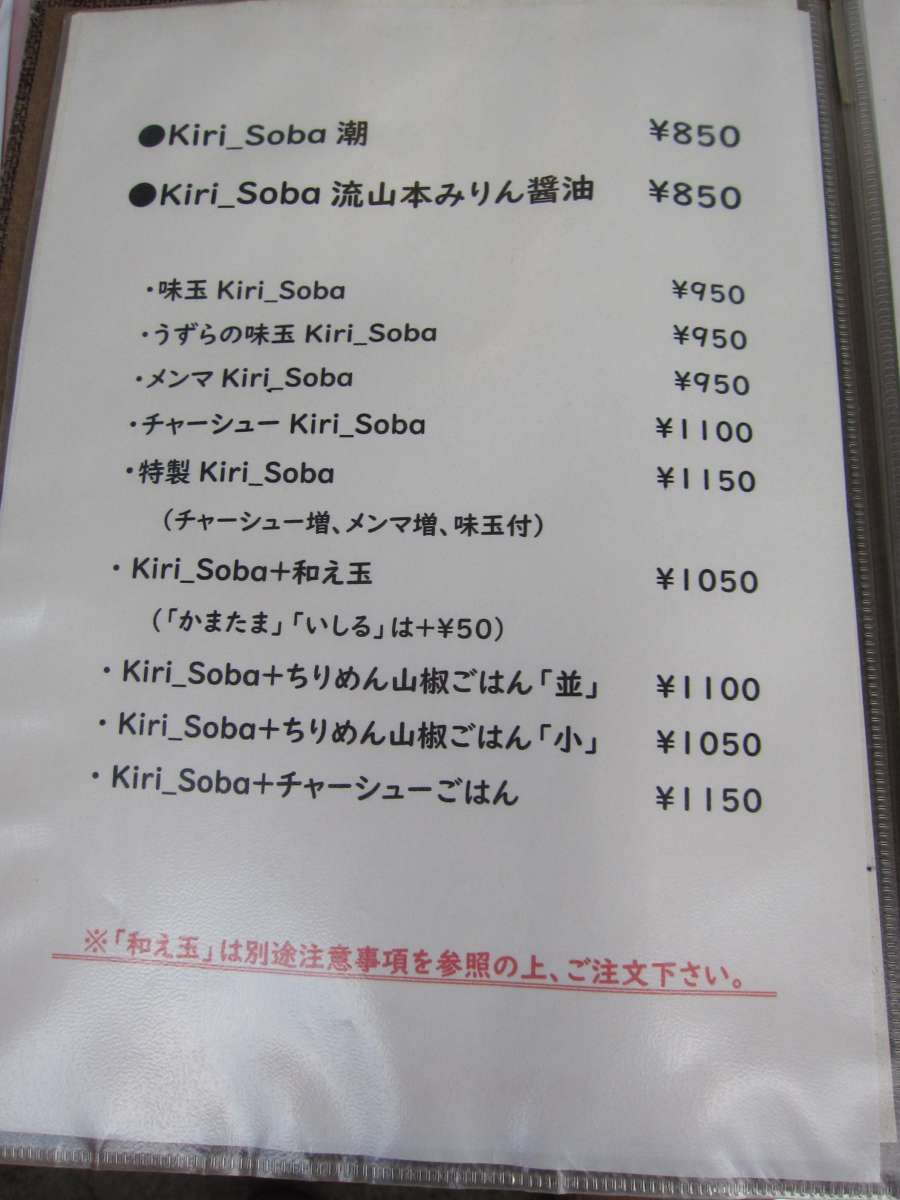 ●Kiri_Soba 潮 ¥850
●Kiri_Soba 流山本みりん醤油 ¥850
・味玉 Kiri_Soba ¥950
・うずらの味玉 Kiri_Soba ¥950
・メンマ Kiri_Soba ¥950
・チャーシュー Kiri_Soba ¥1100
・特製 Kiri_Soba ¥1150
（チャーシュー増、メンマ増、味玉付）
・Kiri_Soba＋和え玉 ¥1050
（「かまたま」「いしる」は＋¥50）
・Kiri_Soba＋ちりめん山椒ごはん「並」 ¥1100
・Kiri_Soba＋ちりめん山椒ごはん「小」 ¥1050
・Kiri_Soba＋チャーシューごはん ¥1150
※「和え玉」は別途注意事項を参照の上、ご注文下さい。